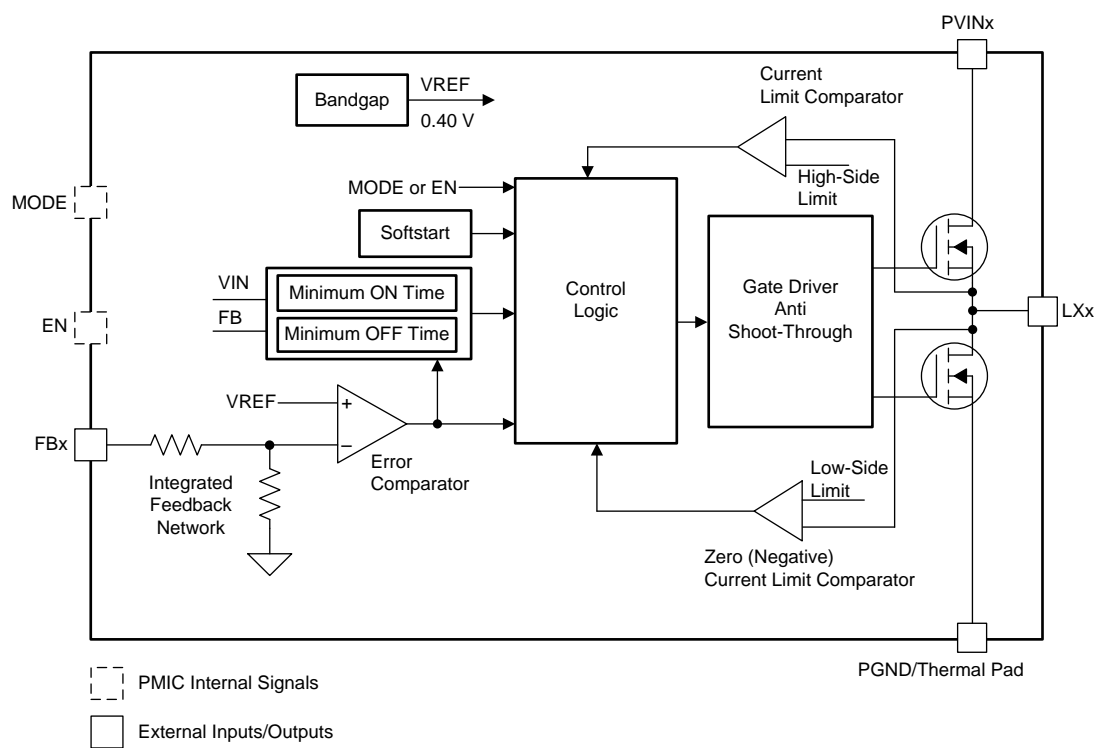 PVINx
Current
Limit Comparator
Bandgap
VREF
0.40 V
High-Side
Limit
MODE
MODE or EN
Softstart
VIN
FB
Minimum ON Time
Minimum OFF Time
Control
Logic
Gate Driver
Anti
Shoot-Through
EN
LXx
VREF
+
−
FBx
Error
Comparator
Integrated
Feedback
Network
Low-Side
Limit
Zero (Negative)
Current Limit Comparator
PGND/Thermal Pad
PMIC Internal Signals
External Inputs/Outputs